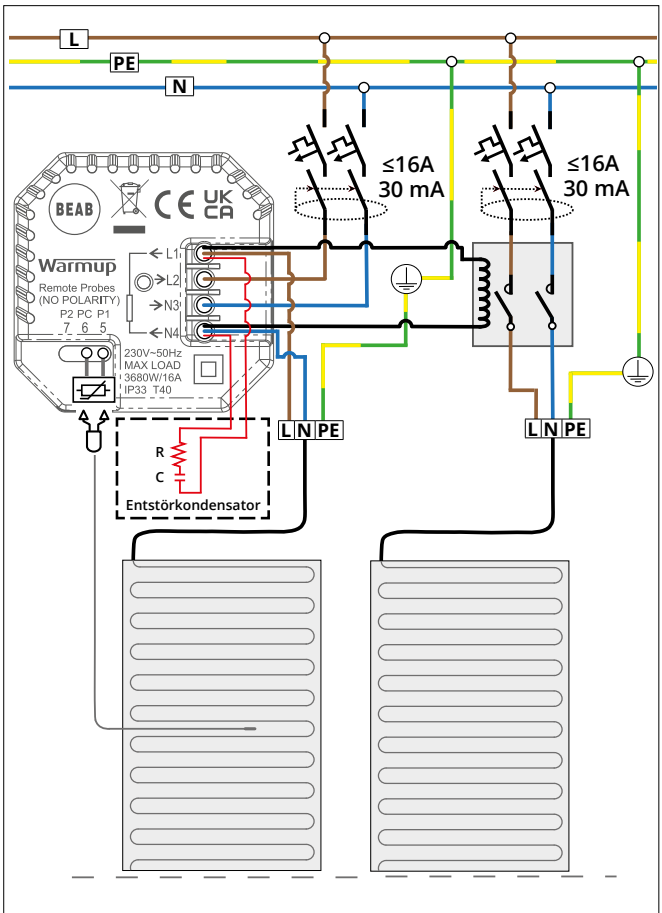 L
PE
N
≤16A
30 mA
≤16A
30 mA
BEAB
CE UK CA
Warmup
Remote Probes
(NO POLARITY)
P2 PC P1
7 6 5
L1
L2
N3
N4
230V~50Hz
MAX LOAD
3680W/16A
IP33 T40
L N PE
L N PE
R
C
Entstörkondensator